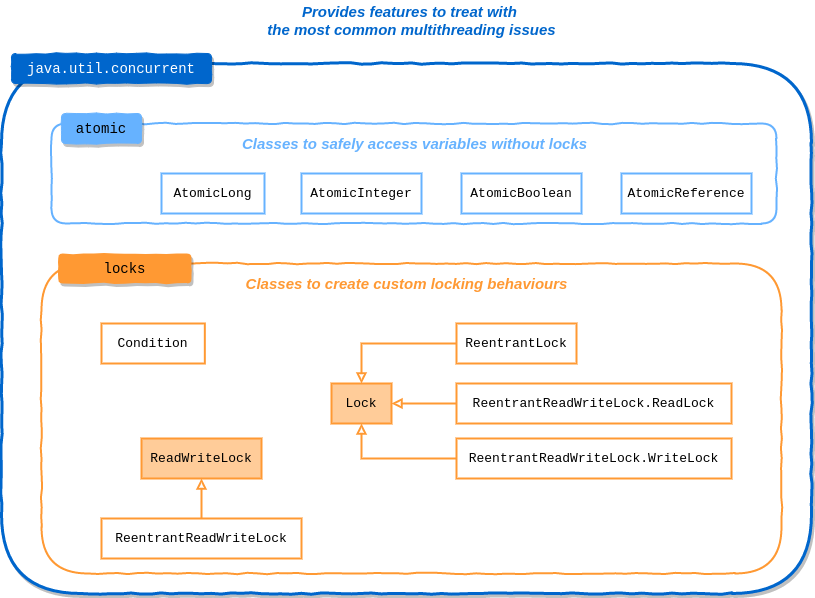 Provides features to treat with
the most common multithreading issues
java.util.concurrent
atomic
Classes to safely access variables without locks
AtomicLong
AtomicInteger
AtomicBoolean
AtomicReference
locks
Classes to create custom locking behaviours
Condition
ReentrantLock
Lock
ReentrantReadWriteLock.ReadLock
ReadWriteLock
ReentrantReadWriteLock.WriteLock
ReentrantReadWriteLock